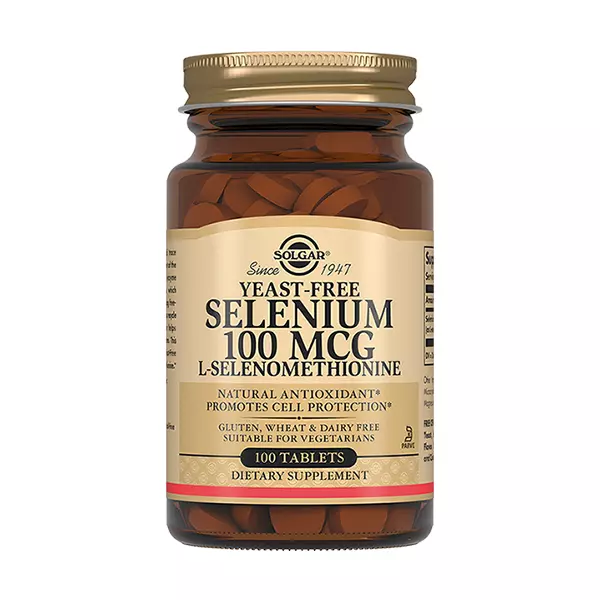 SOLGAR®
Since 1947
YEAST-FREE
SELENIUM
100 MCG
L-SELENOMETHIONINE
NATURAL ANTIOXIDANT*
PROMOTES CELL PROTECTION*
GLUTEN, WHEAT & DAIRY FREE
SUITABLE FOR VEGETARIANS
PARVE
100 TABLETS
DIETARY SUPPLEMENT